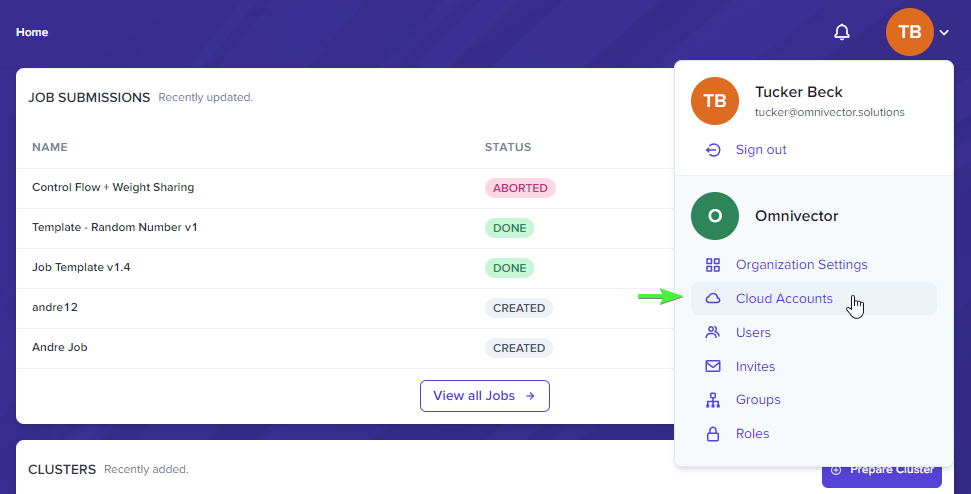 Home
TB
JOB SUBMISSIONS Recently updated.
NAME STATUS
Control Flow + Weight Sharing ABORTED
Template - Random Number v1 DONE
Job Template v1.4 DONE
andre12 CREATED
Andre Job CREATED
View all Jobs
CLUSTERS Recently added.
Prepare Cluster
TB
Tucker Beck
tucker@omnivector.solutions
Sign out
O
Omnivector
Organization Settings
Cloud Accounts
Users
Invites
Groups
Roles